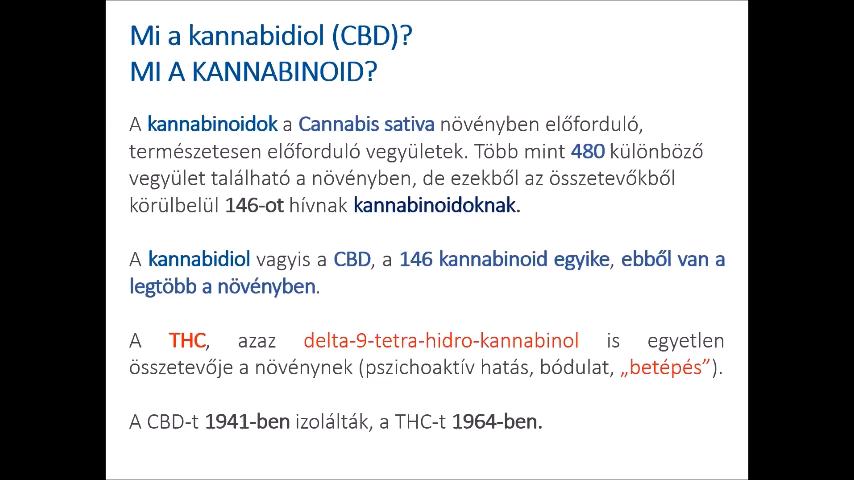 Mi a kannabidiol (CBD)?
MI A KANNABINOID?
A kannabinoidok a Cannabis sativa növényben előforduló,
természetesen előforduló vegyületek. Több mint 480 különböző
vegyület található a növényben, de ezekből az összetevőkből
körülbelül 146-ot hívnak kannabinoidoknak.
A kannabidiol vagyis a CBD, a 146 kannabinoid egyike, ebből van a
legtöbb a növényben.
A THC, azaz delta-9-tetra-hidro-kannabinol is egyetlen
összetevője a növénynek (pszichoaktív hatás, bódulat, „betépés”).
A CBD-t 1941-ben izolálták, a THC-t 1964-ben.